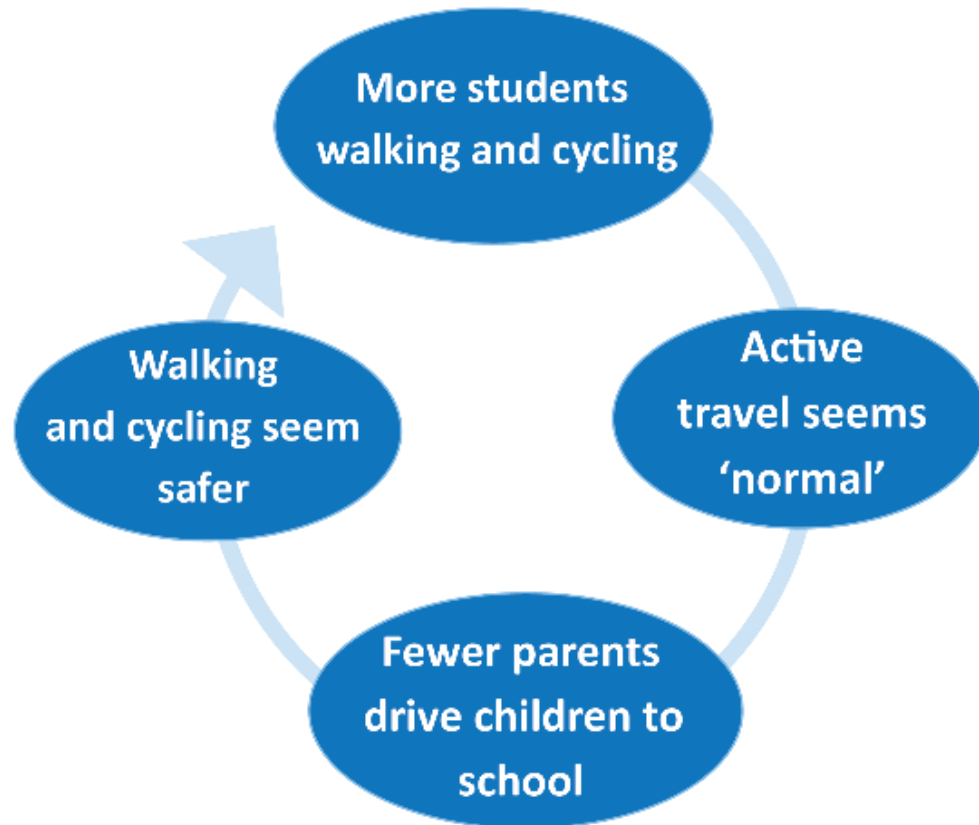 More students
walking and cycling
Active
travel seems
‘normal’
Fewer parents
drive children to
school
Walking
and cycling seem
safer